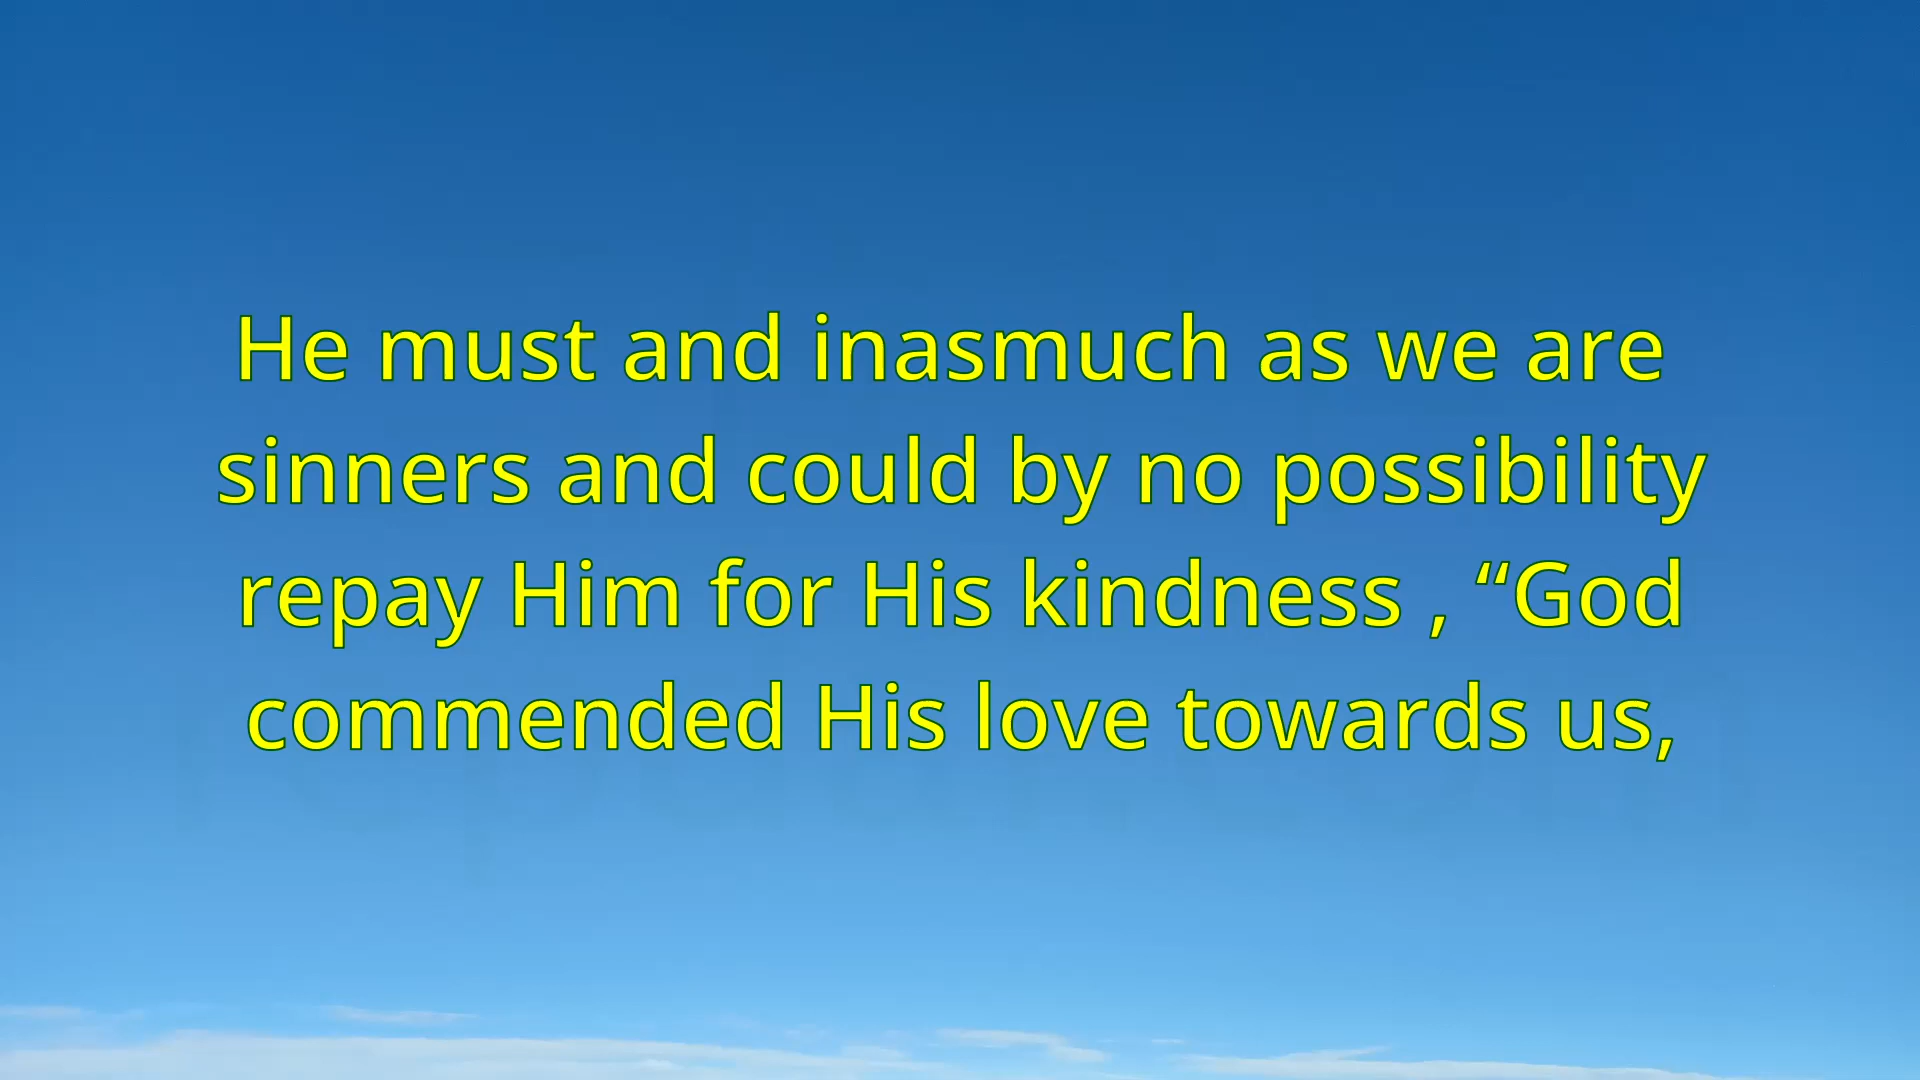 He must and inasmuch as we are
sinners and could by no possibility
repay Him for His kindness , “God
commended His love towards us,